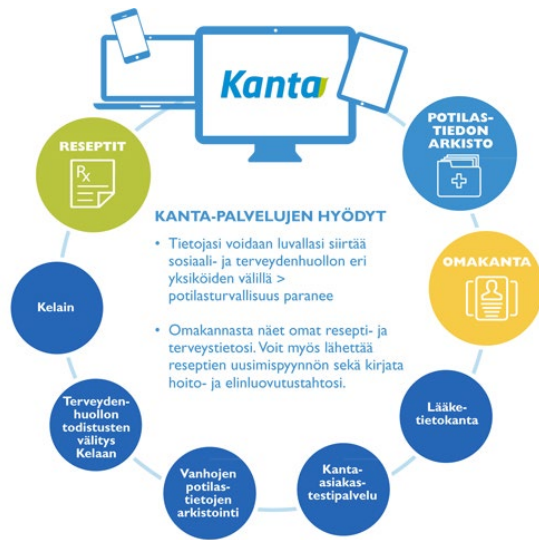 Kanta
RESEPTIT
Rx
POTILAS-
TIEDON
ARKISTO
KANTA-PALVELUJEN HYÖDYT
• Tietojasi voidaan luvallasi siirtää
sosiaali- ja terveydenhuollon eri
yksiköiden välillä >
potilasturvallisuus paranee
• Omakannasta näet omat resepti- ja
terveystietosi. Voit myös lähettää
reseptien uusimispyynnön sekä kirjata
hoito- ja elinluovutustahtosi.
OMAKANTA
Kelain
Terveyden-
huollon
todistusten
välitys
Kelaan
Vanhojen
potilas-
tietojen
arkistointi
Kanta-
asiakas-
testipalvelu
Lääke-
tietokanta